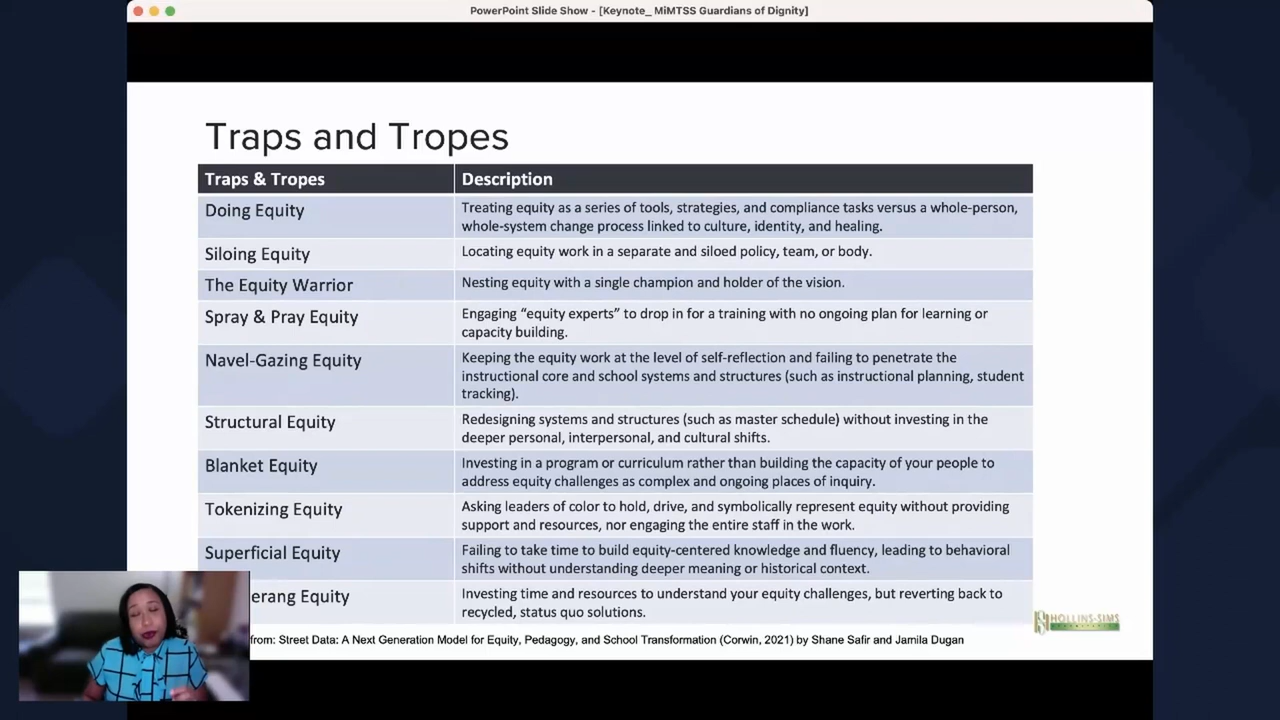 PowerPoint Slide Show - [Keynote_ MiMTSS Guardians of Dignity]
Traps and Tropes
Traps & Tropes
Description
Doing Equity
Treating equity as a series of tools, strategies, and compliance tasks versus a whole-person,
whole-system change process linked to culture, identity, and healing.
Siloing Equity
Locating equity work in a separate and siloed policy, team, or body.
The Equity Warrior
Nesting equity with a single champion and holder of the vision.
Spray & Pray Equity
Engaging “equity experts” to drop in for a training with no ongoing plan for learning or
capacity building.
Navel-Gazing Equity
Keeping the equity work at the level of self-reflection and failing to penetrate the
instructional core and school systems and structures (such as instructional planning, student
tracking).
Structural Equity
Redesigning systems and structures (such as master schedule) without investing in the
deeper personal, interpersonal, and cultural shifts.
Blanket Equity
Investing in a program or curriculum rather than building the capacity of your people to
address equity challenges as complex and ongoing places of inquiry.
Tokenizing Equity
Asking leaders of color to hold, drive, and symbolically represent equity without providing
support and resources, nor engaging the entire staff in the work.
Superficial Equity
Failing to take time to build equity-centered knowledge and fluency, leading to behavioral
shifts without understanding deeper meaning or historical context.
erang Equity
Investing time and resources to understand your equity challenges, but reverting back to
recycled, status quo solutions.
HOLLINS-SIMS
from: Street Data: A Next Generation Model for Equity, Pedagogy, and School Transformation (Corwin, 2021) by Shane Safir and Jamila Dugan